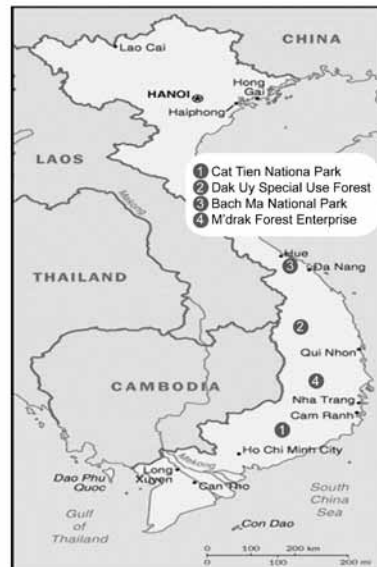 CHINA
Lao Cai
HANOI
Hong
Gai
Haiphong
LAOS
Mekong
1 Cat Tien Nationa Park
2 Dak Uy Special Use Forest
3 Bach Ma National Park
4 M'drak Forest Enterprise
Hue
3
Da Nang
THAILAND
2
Qui Nhon
CAMBODIA
4
Nha Trang
Cam Ranh
1
Mekong
Ho Chi Minh City
Long
Xuyen
Dao Phu
Quoc
Can Tho
South
China
Sea
Gulf
of
Thailand
Con Dao
0 100 200 km
0 100 200 mi